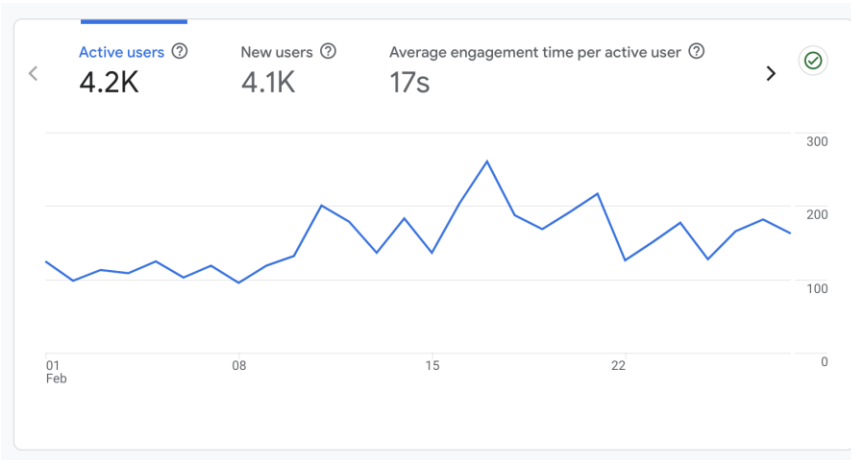 Active users New users Average engagement time per active user
4.2K 4.1K 17s
300
200
100
0
01 08 15 22
Feb